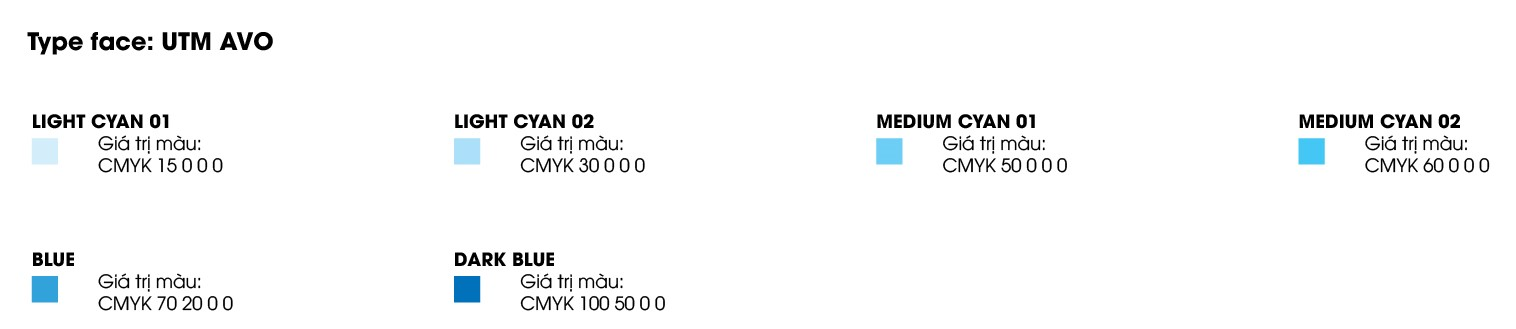 Type face: UTM AVO
LIGHT CYAN 01
Giá trị màu:
CMYK 15 0 0 0
LIGHT CYAN 02
Giá trị màu:
CMYK 30 0 0 0
MEDIUM CYAN 01
Giá trị màu:
CMYK 50 0 0 0
MEDIUM CYAN 02
Giá trị màu:
CMYK 60 0 0 0
BLUE
Giá trị màu:
CMYK 70 20 0 0
DARK BLUE
Giá trị màu:
CMYK 100 50 0 0